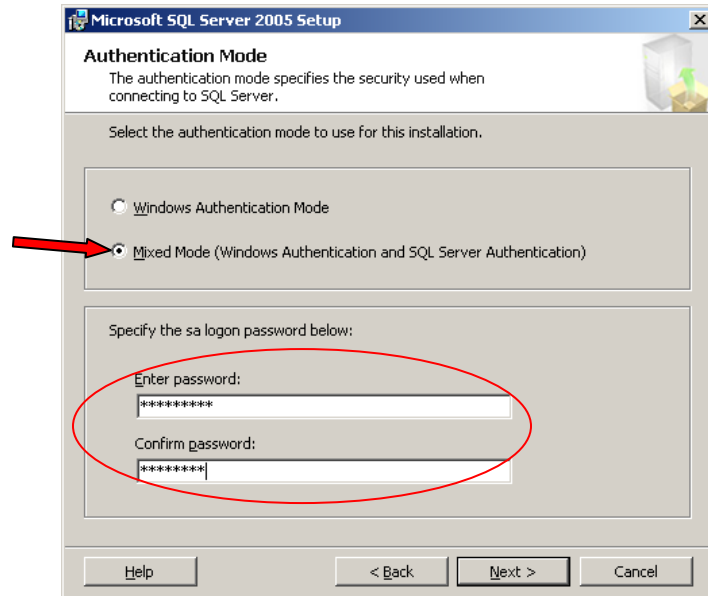 Microsoft SQL Server 2005 Setup
Authentication Mode
The authentication mode specifies the security used when
connecting to SQL Server.
Select the authentication mode to use for this installation.
Windows Authentication Mode
Mixed Mode (Windows Authentication and SQL Server Authentication)
Specify the sa logon password below:
Enter password:
*********
Confirm password:
********
Help
< Back
Next >
Cancel